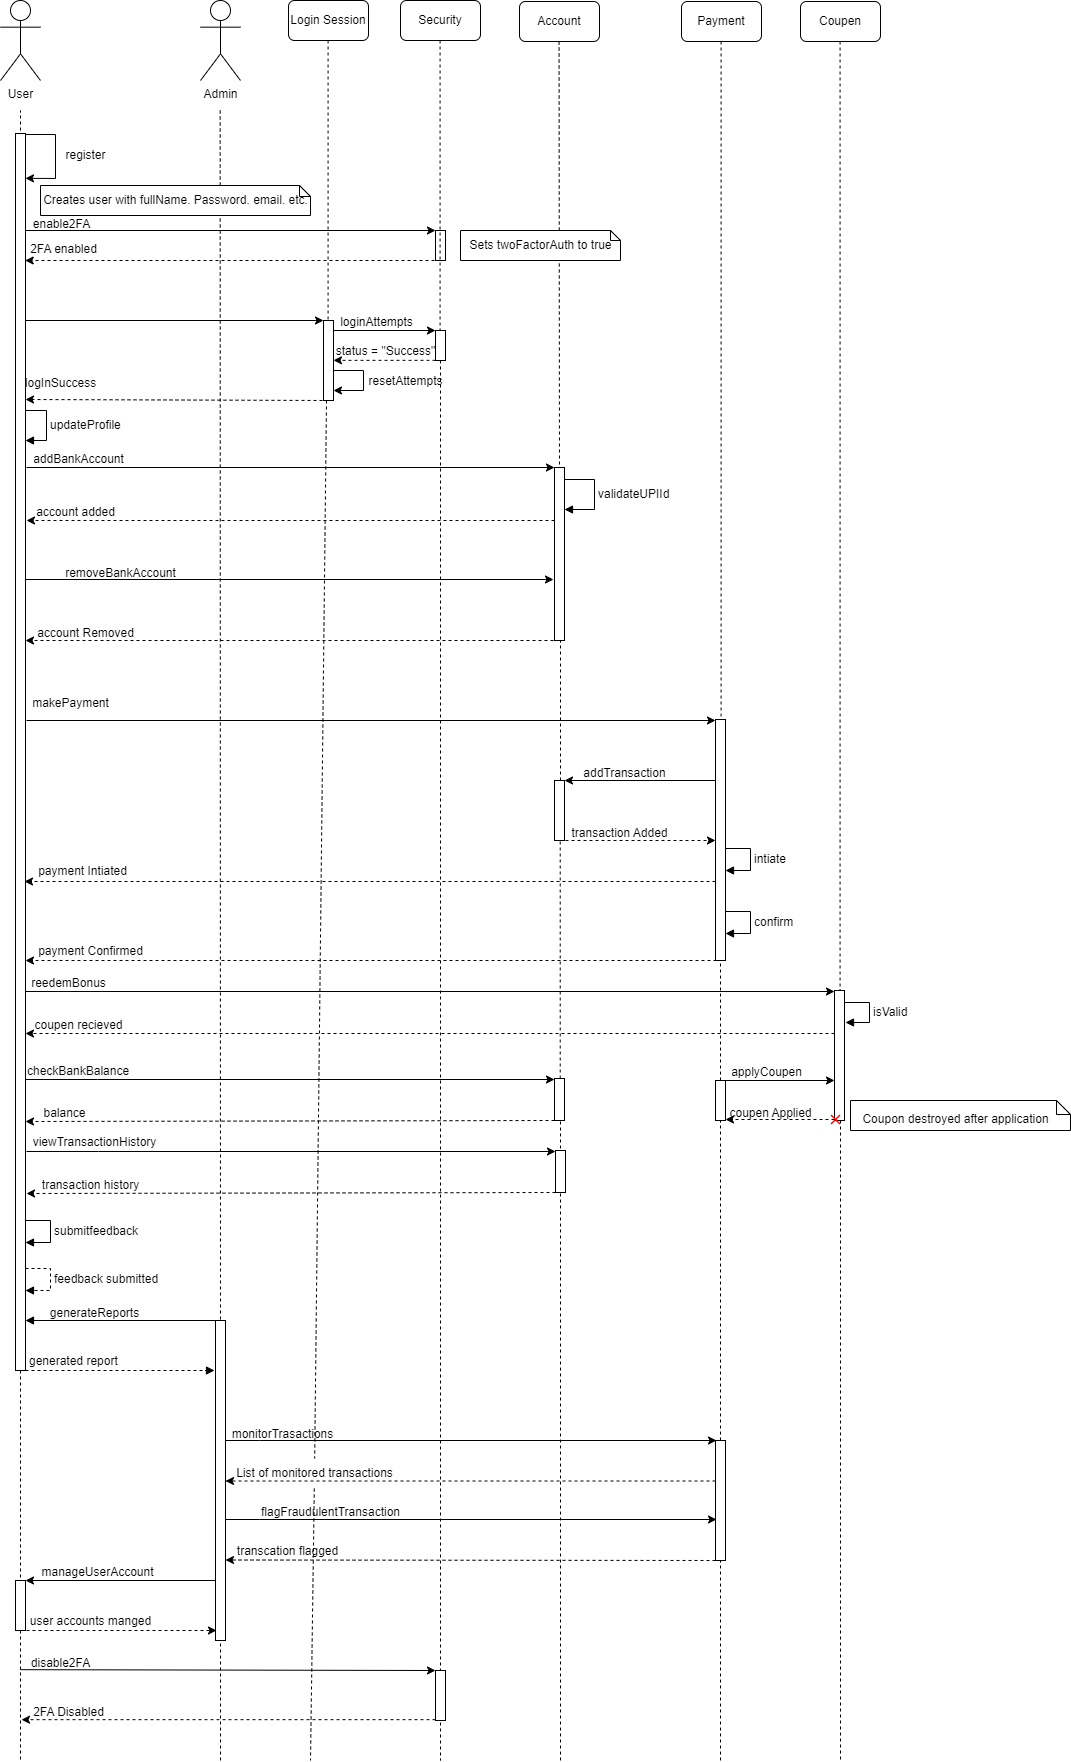 Login Session
Security
Account
Payment
Coupen
User
Admin
register
Creates user with fullName. Password. email. etc.
enable2FA
2FA enabled
Sets twoFactorAuth to true
loginAttempts
status = "Success"
resetAttempts
logInSuccess
updateProfile
addBankAccount
validateUPIId
account added
removeBankAccount
account Removed
makePayment
addTransaction
transaction Added
intiate
payment Intiated
confirm
payment Confirmed
reedemBonus
isValid
coupen recieved
checkBankBalance
applyCoupen
balance
coupen Applied
Coupon destroyed after application
viewTransactionHistory
transaction history
submitfeedback
feedback submitted
generateReports
generated report
monitorTrasactions
List of monitored transactions
flagFraudulentTransaction
transcation flagged
manageUserAccount
user accounts manged
disable2FA
2FA Disabled